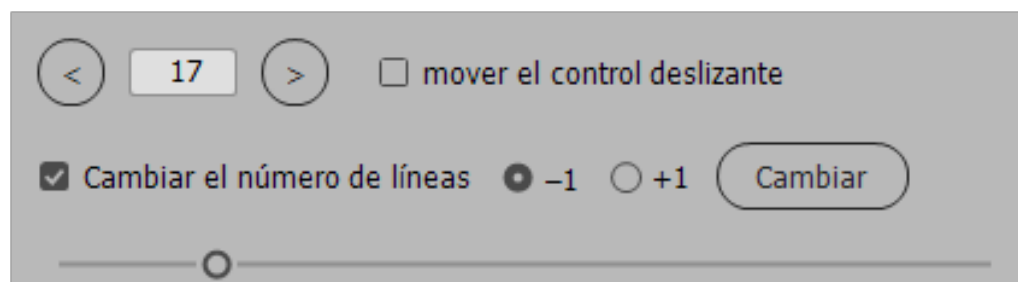 < 17 > mover el control deslizante
Cambiar el número de líneas –1 +1 Cambiar